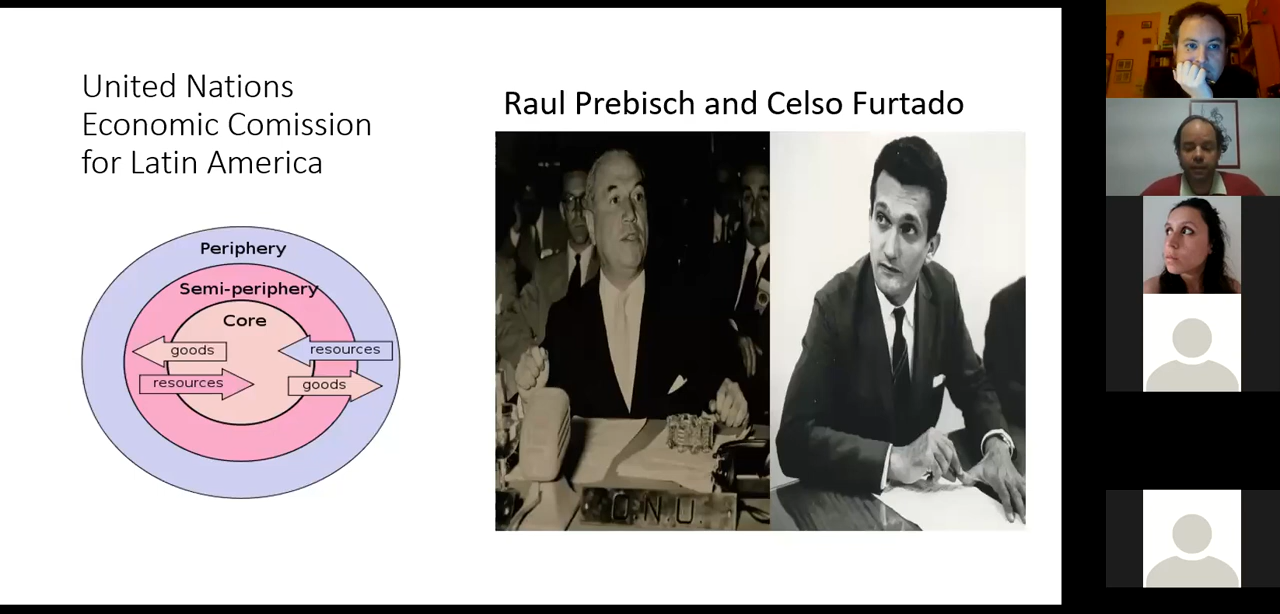 United Nations
Economic Comission
for Latin America
Raul Prebisch and Celso Furtado
Periphery
Semi-periphery
Core
goods
resources
resources
goods
O.N.U.